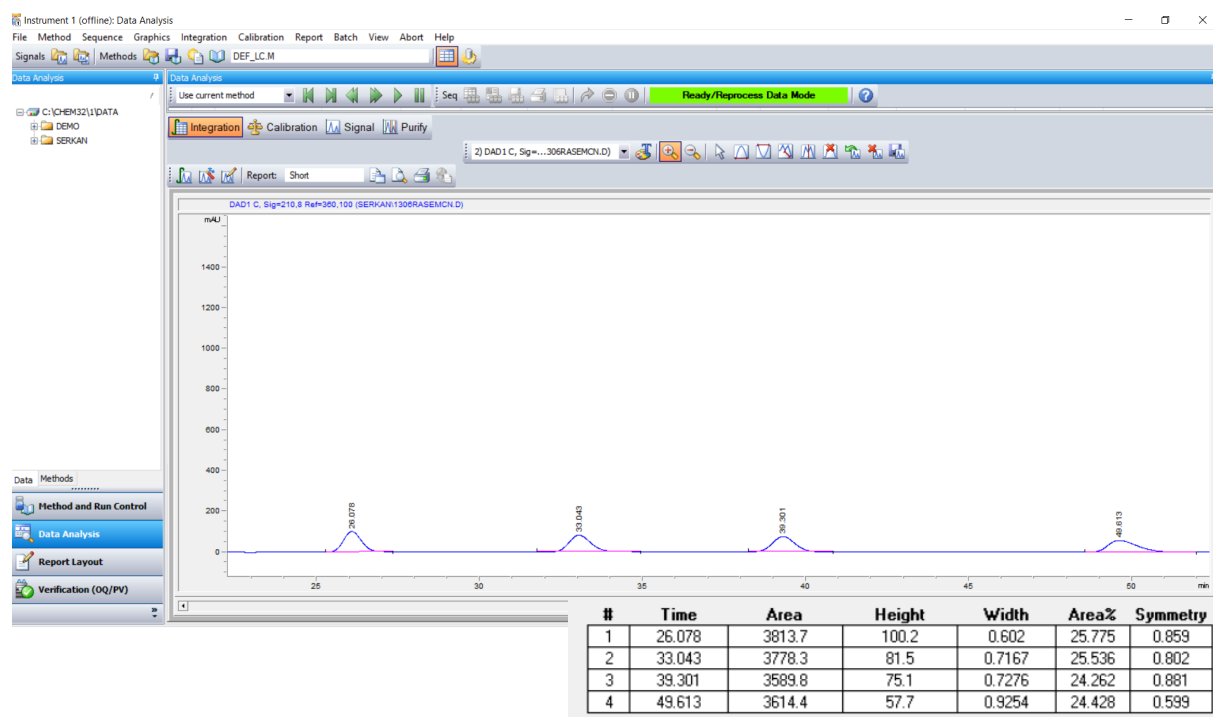 Instrument 1 (offline): Data Analysis
File Method Sequence Graphics Integration Calibration Report Batch View Abort Help
Signals Methods DEF_LC.M
Data Analysis
Data Analysis
Use current method Seq Ready/Reprocess Data Mode
C:\CHEM32\1\DATA
DEMO
SERKAN
Integration Calibration Signal Purify
2) DAD1 C, Sig=...306RASEMCN.D)
Report: Short
DAD1 C, Sig=210,8 Ref=360,100 (SERKAN\1306RASEMCN.D)
mAU
1400
1200
1000
800
600
400
200
0
26.078
33.043
39.301
49.613
25 30 35 40 45 50 min
Data Methods
Method and Run Control
Data Analysis
Report Layout
Verification (OQ/PV)
# Time Area Height Width Area% Symmetry
1 26.078 3813.7 100.2 0.602 25.775 0.859
2 33.043 3778.3 81.5 0.7167 25.536 0.802
3 39.301 3589.8 75.1 0.7276 24.262 0.881
4 49.613 3614.4 57.7 0.9254 24.428 0.599